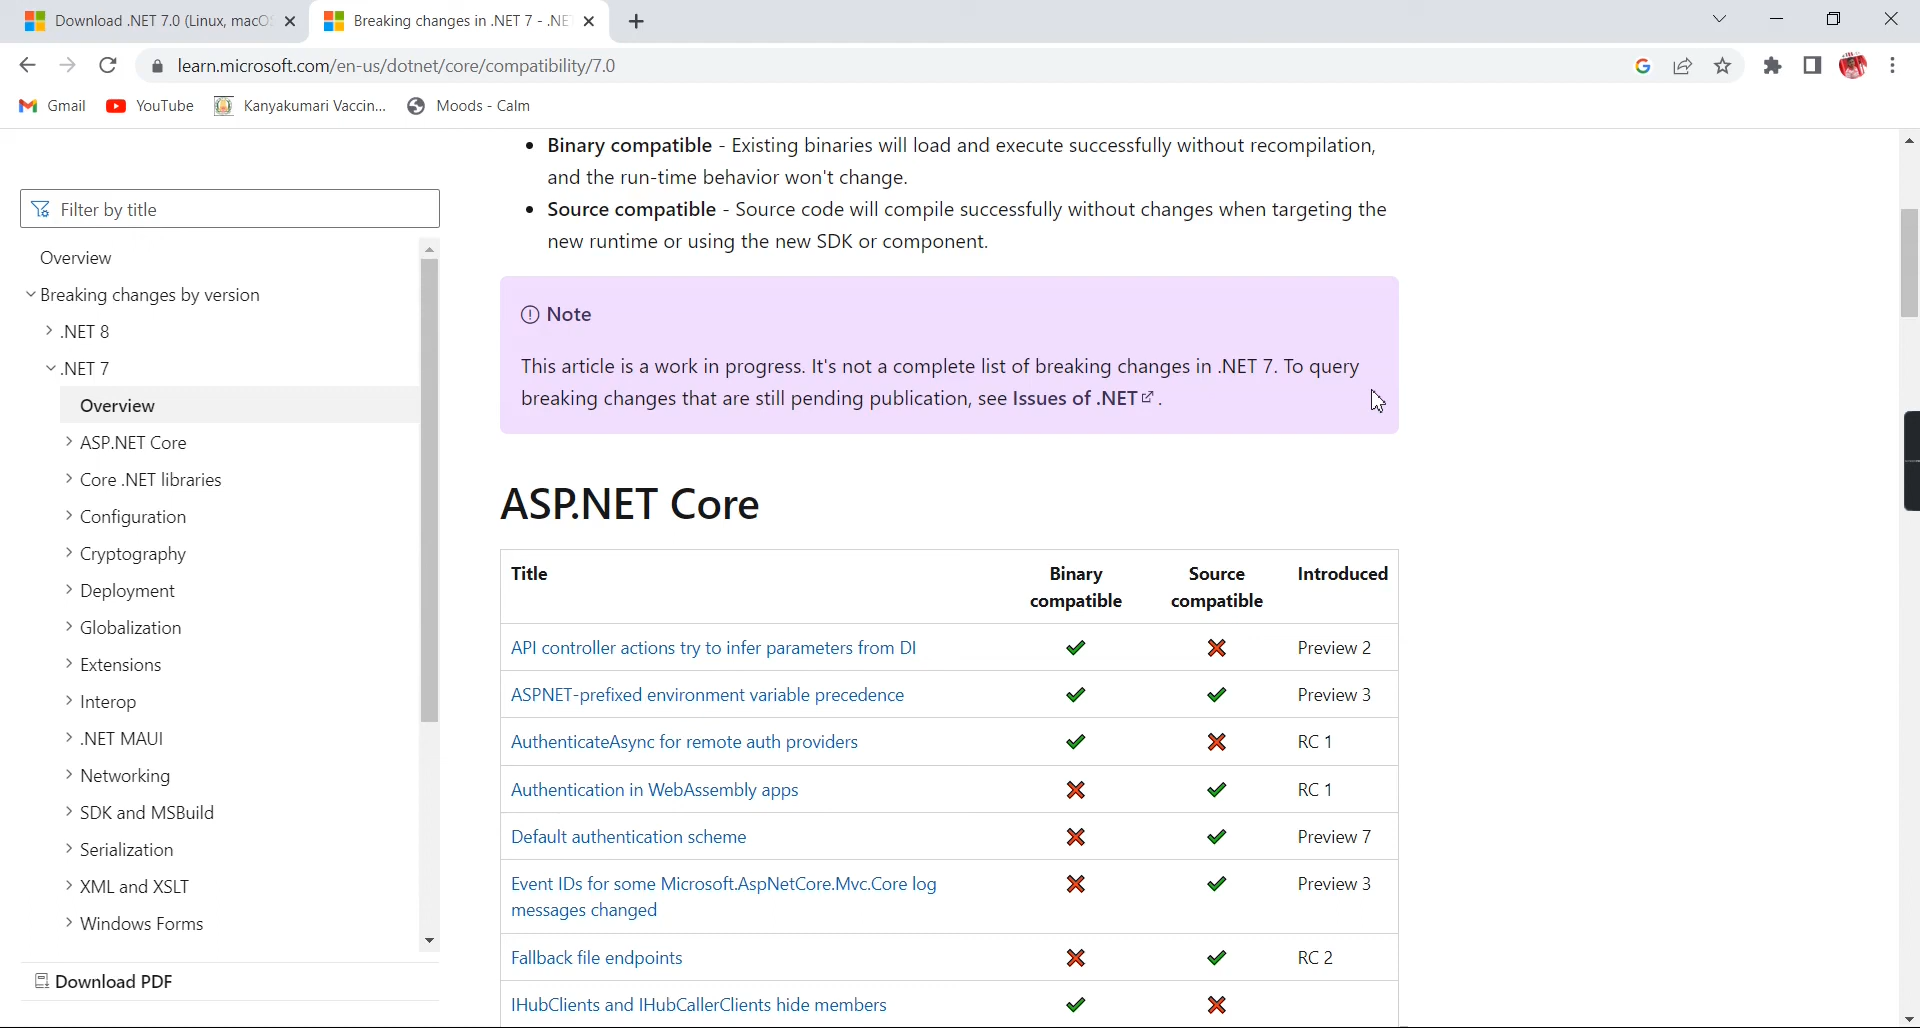 Download .NET 7.0 (Linux, macO
Breaking changes in .NET 7 - .NE
learn.microsoft.com/en-us/dotnet/core/compatibility/7.0
Gmail
YouTube
Kanyakumari Vaccin...
Moods - Calm
Filter by title
Overview
Breaking changes by version
.NET 8
.NET 7
Overview
ASP.NET Core
Core .NET libraries
Configuration
Cryptography
Deployment
Globalization
Extensions
Interop
.NET MAUI
Networking
SDK and MSBuild
Serialization
XML and XSLT
Windows Forms
Download PDF
• Binary compatible - Existing binaries will load and execute successfully without recompilation,
and the run-time behavior won't change.
• Source compatible - Source code will compile successfully without changes when targeting the
new runtime or using the new SDK or component.
Note
This article is a work in progress. It's not a complete list of breaking changes in .NET 7. To query
breaking changes that are still pending publication, see Issues of .NET .
ASP.NET Core
Title Binary compatible Source compatible Introduced
API controller actions try to infer parameters from DI ✔ ❌ Preview 2
ASPNET-prefixed environment variable precedence ✔ ✔ Preview 3
AuthenticateAsync for remote auth providers ✔ ❌ RC 1
Authentication in WebAssembly apps ❌ ✔ RC 1
Default authentication scheme ❌ ✔ Preview 7
Event IDs for some Microsoft.AspNetCore.Mvc.Core log
messages changed ❌ ✔ Preview 3
Fallback file endpoints ❌ ✔ RC 2
IHubClients and IHubCallerClients hide members ✔ ❌